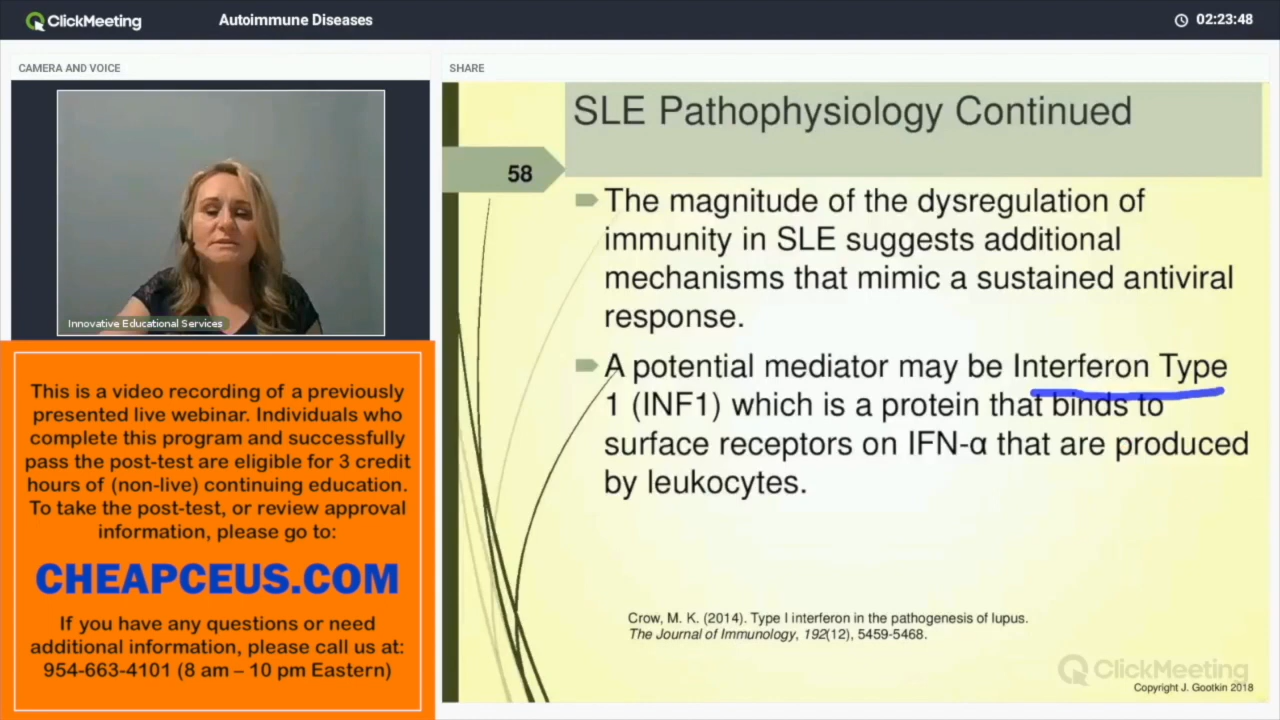 ClickMeeting
Autoimmune Diseases
02:23:48
CAMERA AND VOICE
SHARE
Innovative Educational Services
This is a video recording of a previously
presented live webinar. Individuals who
complete this program and successfully
pass the post-test are eligible for 3 credit
hours of (non-live) continuing education.
To take the post-test, or review approval
information, please go to:
CHEAPCEUS.COM
If you have any questions or need
additional information, please call us at:
954-663-4101 (8 am – 10 pm Eastern)
SLE Pathophysiology Continued
58
The magnitude of the dysregulation of
immunity in SLE suggests additional
mechanisms that mimic a sustained antiviral
response.
A potential mediator may be Interferon Type
1 (INF1) which is a protein that binds to
surface receptors on IFN-α that are produced
by leukocytes.
Crow, M. K. (2014). Type I interferon in the pathogenesis of lupus.
The Journal of Immunology, 192(12), 5459-5468.
ClickMeeting
Copyright J. Gootkin 2018